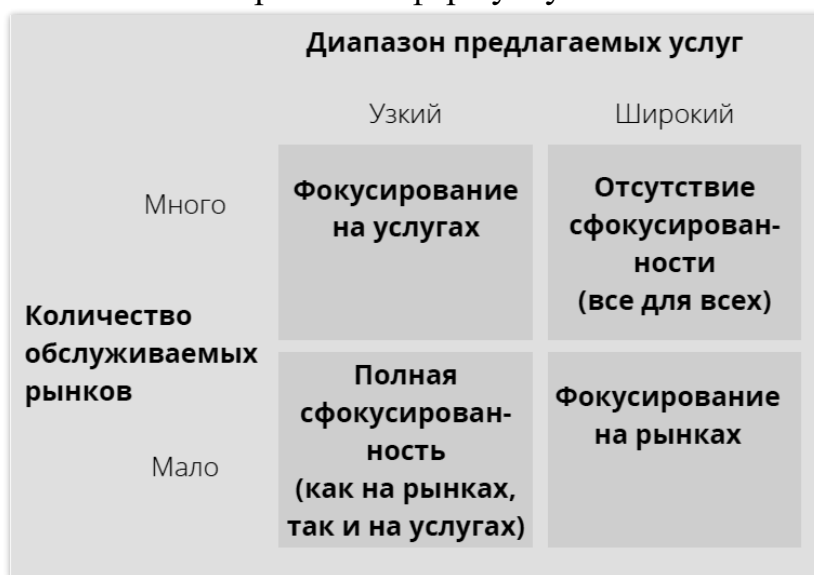 Диапазон предлагаемых услуг
Узкий
Широкий
Много
Фокусирование
на услугах
Отсутствие
сфокусирован-
ности
(все для всех)
Количество
обслуживаемых
рынков
Мало
Полная
сфокусирован-
ность
(как на рынках,
так и на услугах)
Фокусирование
на рынках